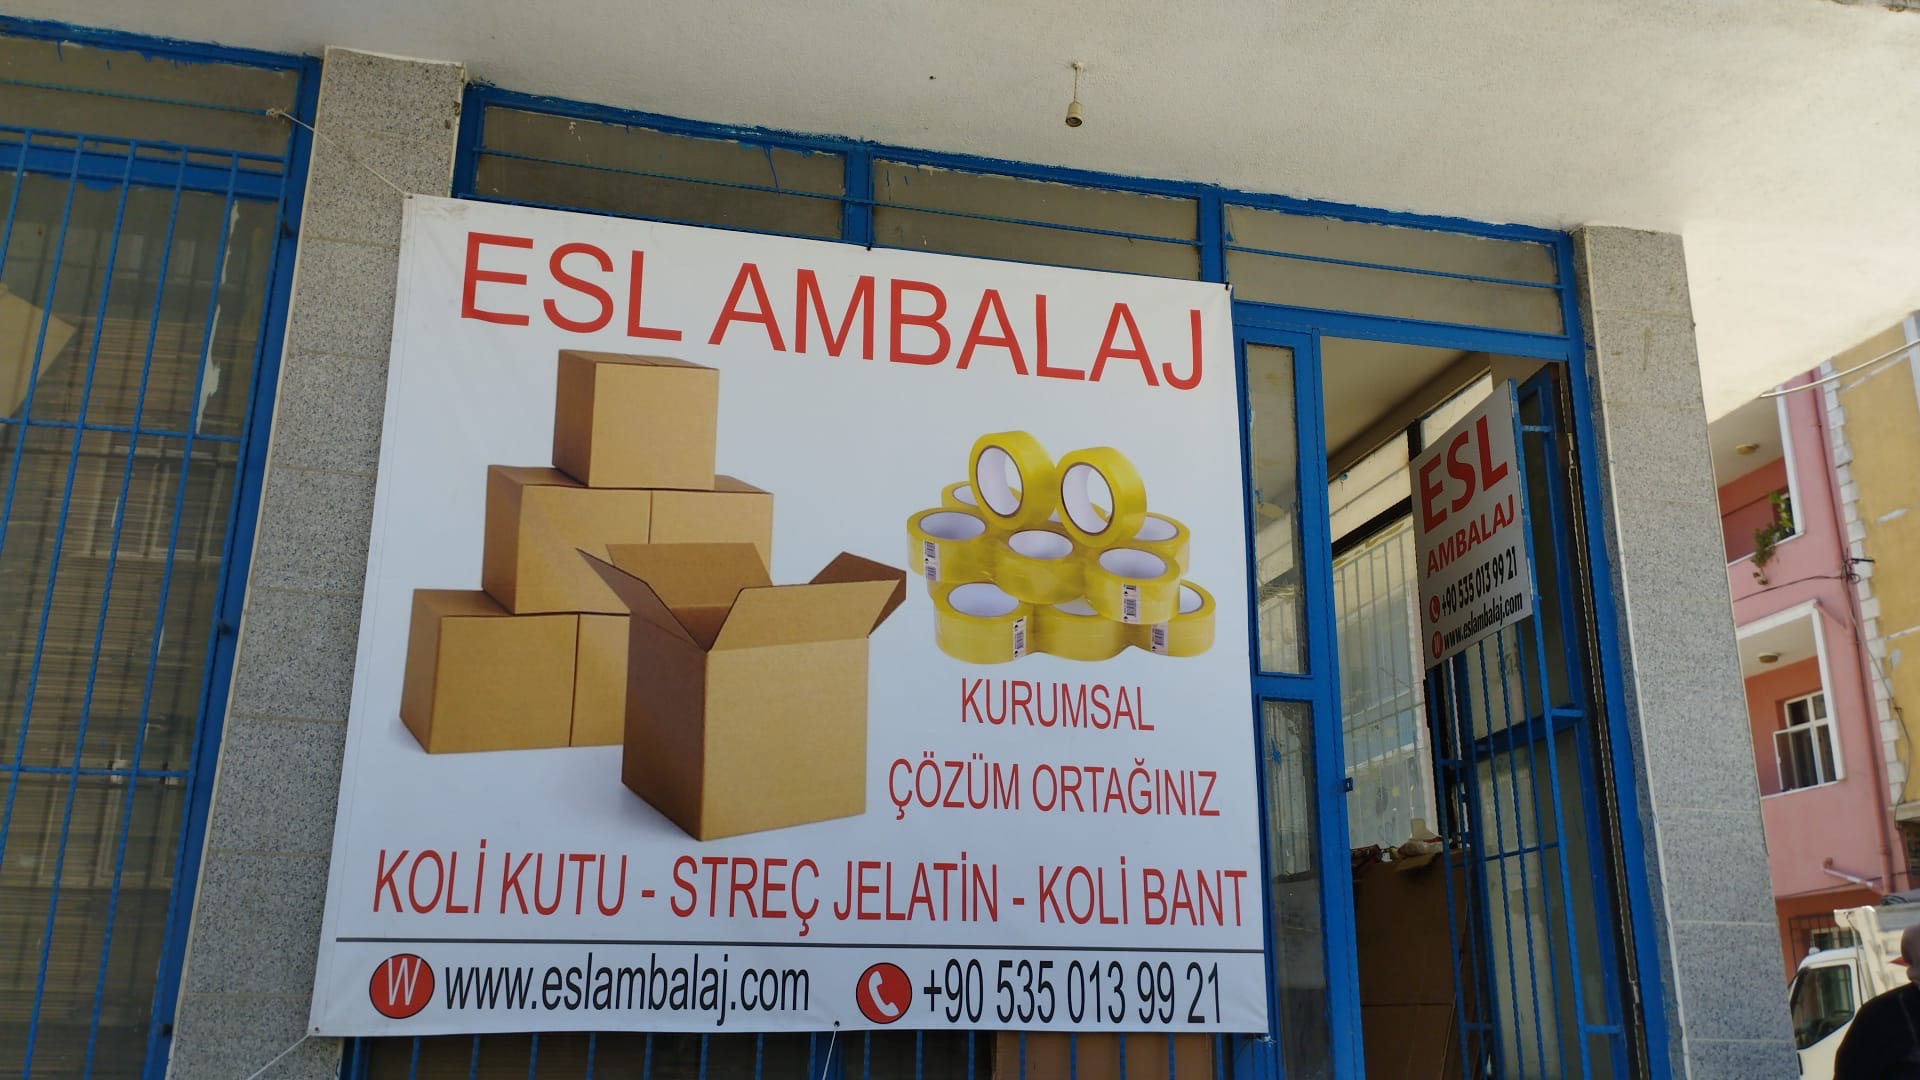 ESL AMBALAJ
KURUMSAL
ÇÖZÜM ORTAĞINIZ
KOLİ KUTU - STREÇ JELATİN - KOLİ BANT
W www.eslambalaj.com +90 535 013 99 21
ESL
AMBALAJ
+90 535 013 99 21
W www.eslambalaj.com